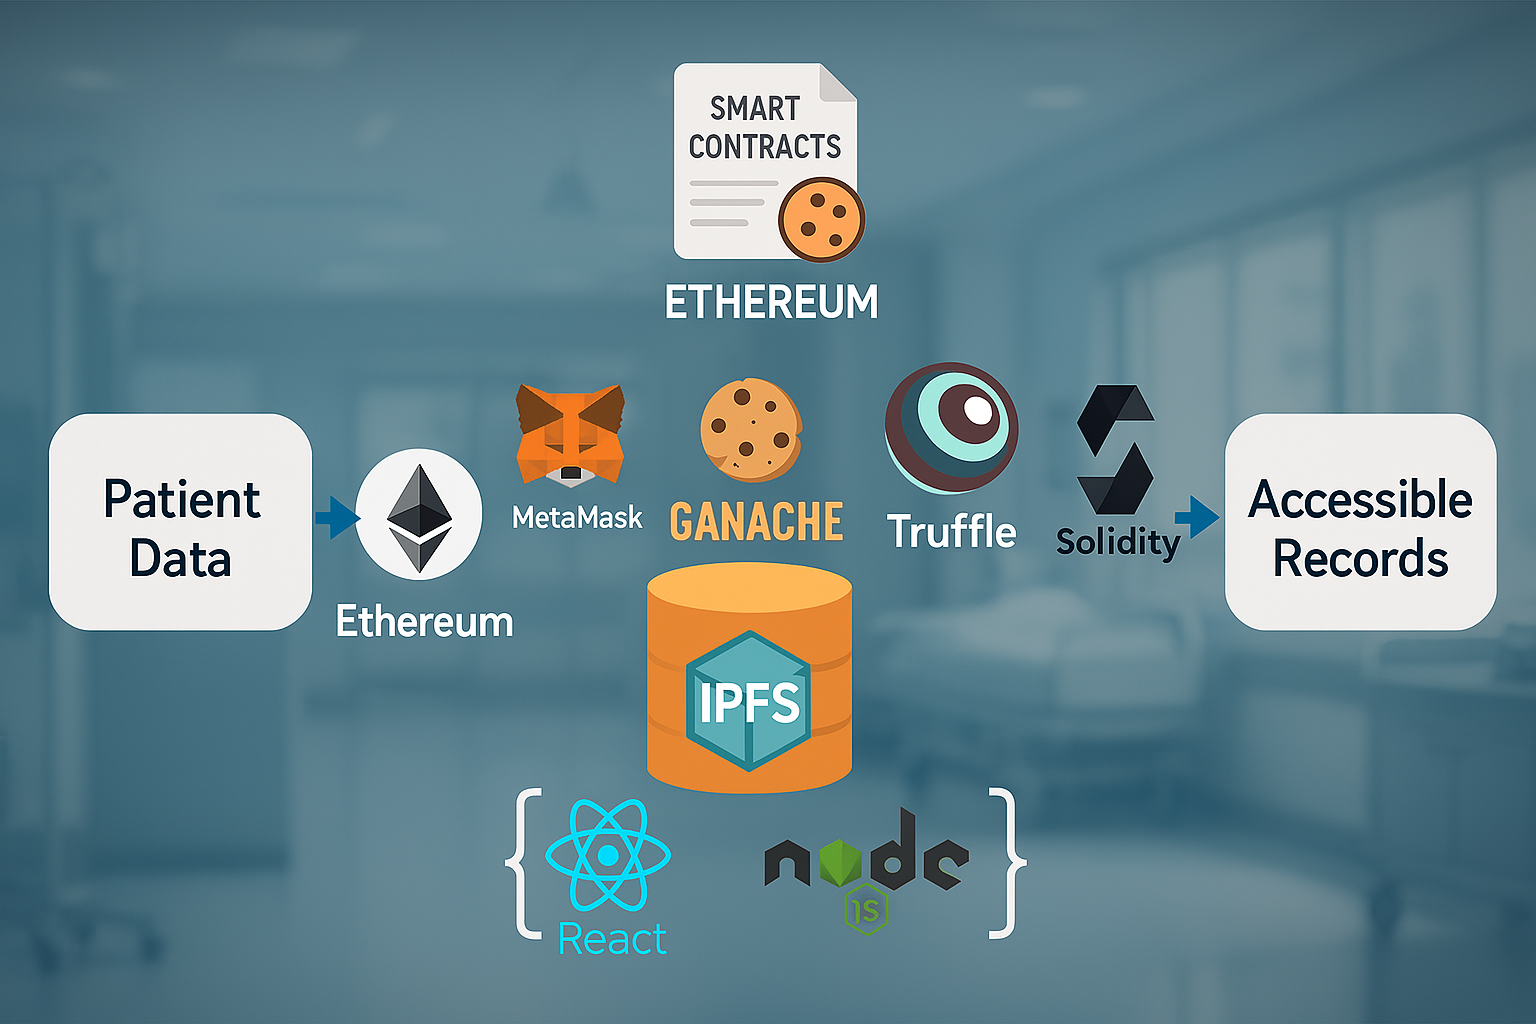 SMART
CONTRACTS
ETHEREUM
Patient
Data
Ethereum
MetaMask
GANACHE
Truffle
Solidity
Accessible
Records
IPFS
{
React
node
JS
}